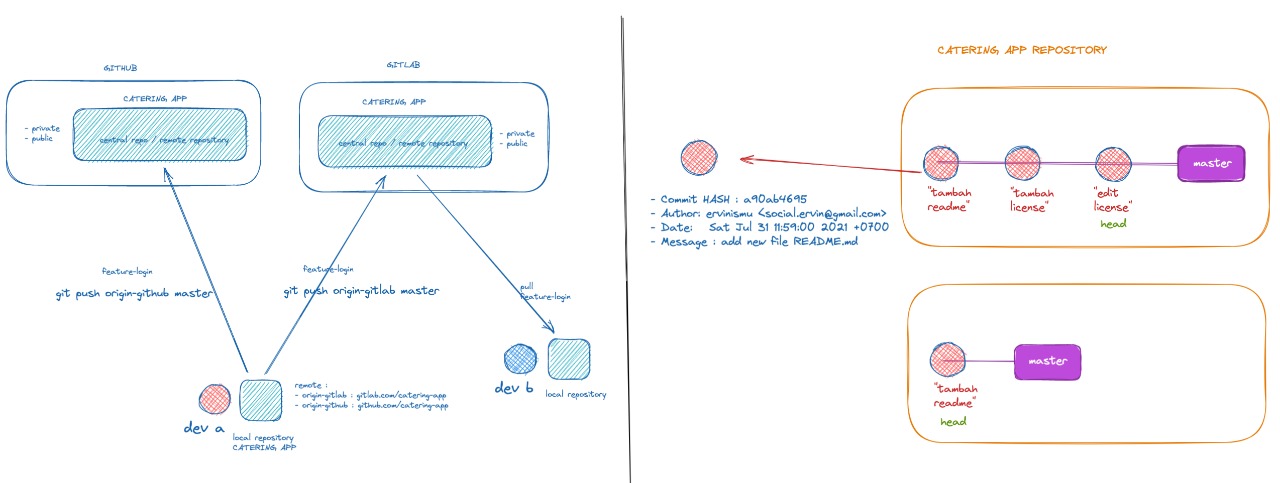 GITHUB
CATERING APP
- private
- public
central repo / remote repository
GITLAB
CATERING APP
central repo / remote repository
- private
- public
feature-login
git push origin-github master
feature-login
git push origin-gitlab master
pull
feature-login
dev a
local repository
CATERING APP
remote :
- origin-gitlab : gitlab.com/catering-app
- origin-github : github.com/catering-app
dev b
local repository
CATERING APP REPOSITORY
- Commit HASH : a90ab4695
- Author: ervinismu <social.ervin@gmail.com>
- Date: Sat Jul 31 11:59:00 2021 +0700
- Message : add new file README.md
"tambah
readme"
"tambah
license"
"edit
license"
head
master
"tambah
readme"
head
master